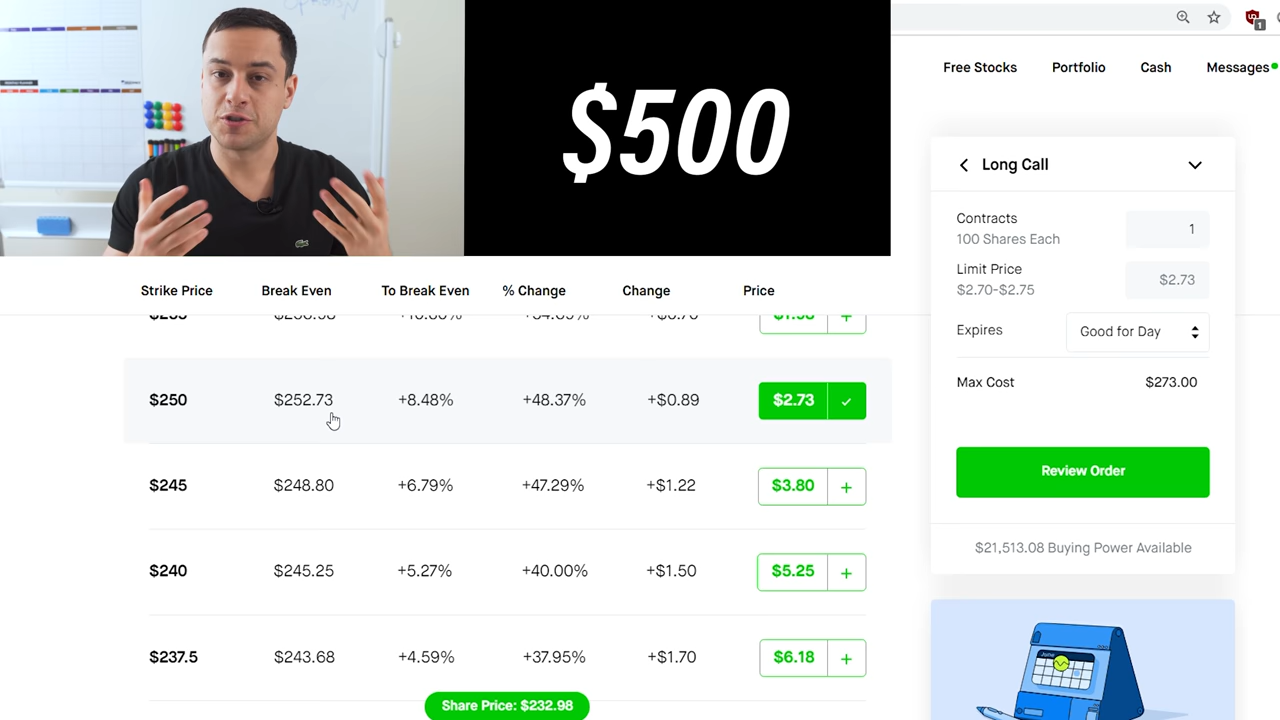 $500
Free Stocks Portfolio Cash Messages
Long Call
Contracts 1
100 Shares Each
Limit Price $2.73
$2.70-$2.75
Expires Good for Day
Max Cost $273.00
Review Order
$21,513.08 Buying Power Available
Strike Price Break Even To Break Even % Change Change Price
$250 $252.73 +8.48% +48.37% +$0.89 $2.73
$245 $248.80 +6.79% +47.29% +$1.22 $3.80
$240 $245.25 +5.27% +40.00% +$1.50 $5.25
$237.5 $243.68 +4.59% +37.95% +$1.70 $6.18
Share Price: $232.98